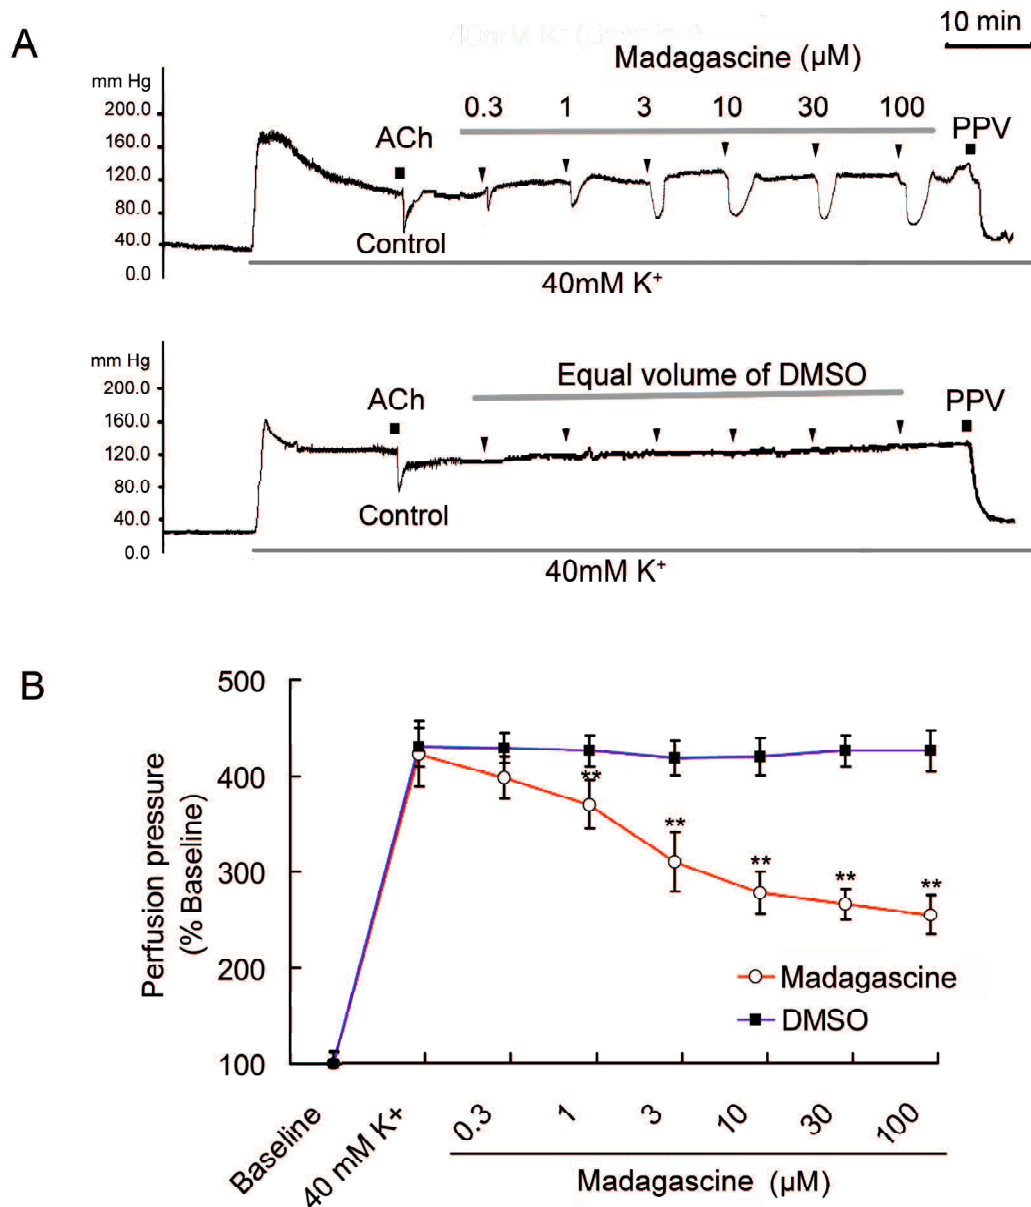 A
40mM K⁺ (Baseline)
10 min
Madagascine (µM)
mm Hg
0.3 1 3 10 30 100
200.0
160.0
120.0
80.0
40.0
0.0
ACh
PPV
Control
40mM K⁺
mm Hg
200.0
160.0
120.0
80.0
40.0
0.0
Equal volume of DMSO
ACh
PPV
Control
40mM K⁺
B
500
400
300
200
100
Perfusion pressure
(% Baseline)
**
**
**
**
**
Madagascine
DMSO
Baseline
40 mM K+
0.3
1
3
10
30
100
Madagascine (µM)